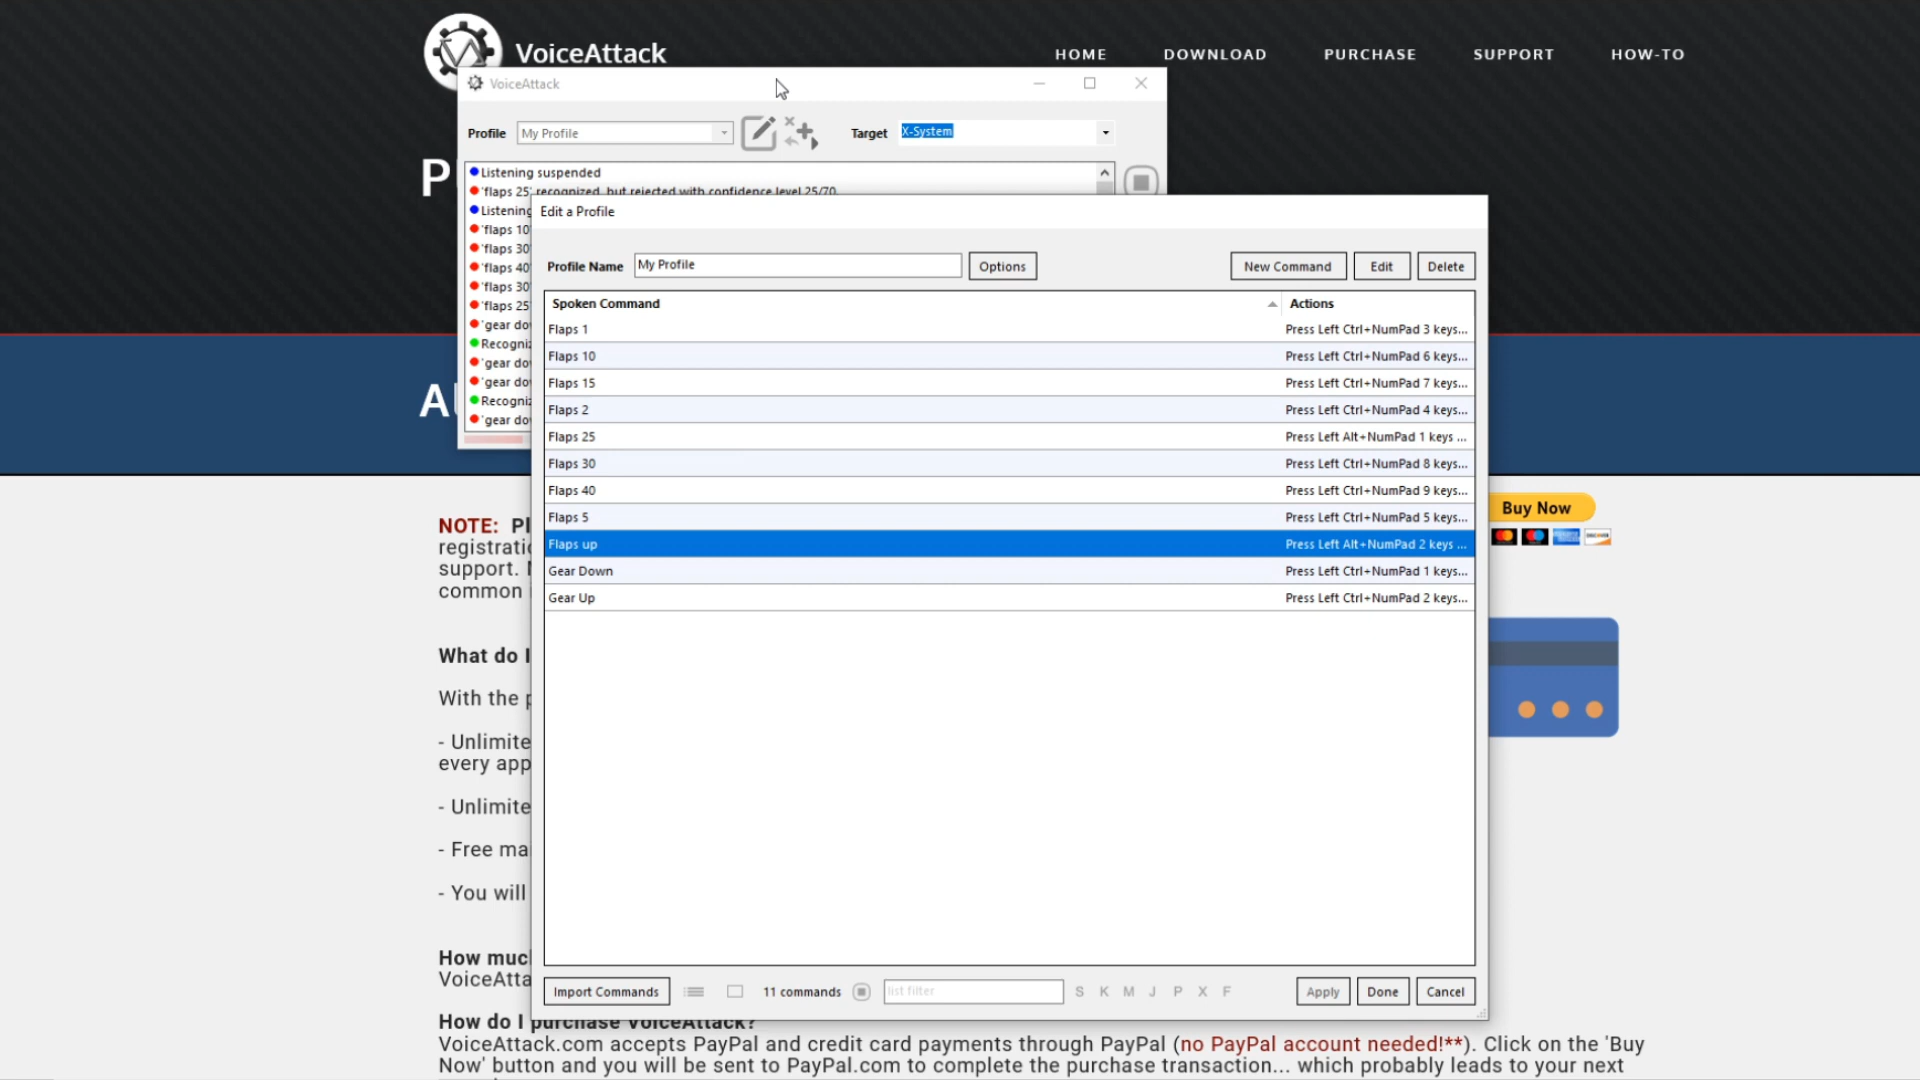 VoiceAttack
HOME
DOWNLOAD
PURCHASE
SUPPORT
HOW-TO
VoiceAttack
Profile
My Profile
Target
X-System
Listening suspended
'flaps 25' recognized, but rejected with confidence level 25/70
Listening
'flaps 10'
'flaps 30'
'flaps 40'
'flaps 30'
'flaps 25'
'gear do
Recogniz
'gear do
'gear do
Recogniz
'gear do
Edit a Profile
Profile Name
My Profile
Options
New Command
Edit
Delete
Spoken Command
Actions
Flaps 1 Press Left Ctrl+NumPad 3 keys...
Flaps 10 Press Left Ctrl+NumPad 6 keys...
Flaps 15 Press Left Ctrl+NumPad 7 keys...
Flaps 2 Press Left Ctrl+NumPad 4 keys...
Flaps 25 Press Left Alt+NumPad 1 keys ...
Flaps 30 Press Left Ctrl+NumPad 8 keys...
Flaps 40 Press Left Ctrl+NumPad 9 keys...
Flaps 5 Press Left Ctrl+NumPad 5 keys...
Flaps up Press Left Alt+NumPad 2 keys ...
Gear Down Press Left Ctrl+NumPad 1 keys...
Gear Up Press Left Ctrl+NumPad 2 keys...
Import Commands
11 commands
list filter
S K M J P X F
Apply
Done
Cancel
Buy Now
NOTE: Pl
registratio
support.
common
What do I
With the p
- Unlimite
every app
- Unlimite
- Free ma
- You will
How muc
VoiceAtta
How do I purchase VoiceAttack?
VoiceAttack.com accepts PayPal and credit card payments through PayPal (no PayPal account needed!**). Click on the 'Buy
Now' button and you will be sent to PayPal.com to complete the purchase transaction... which probably leads to your next